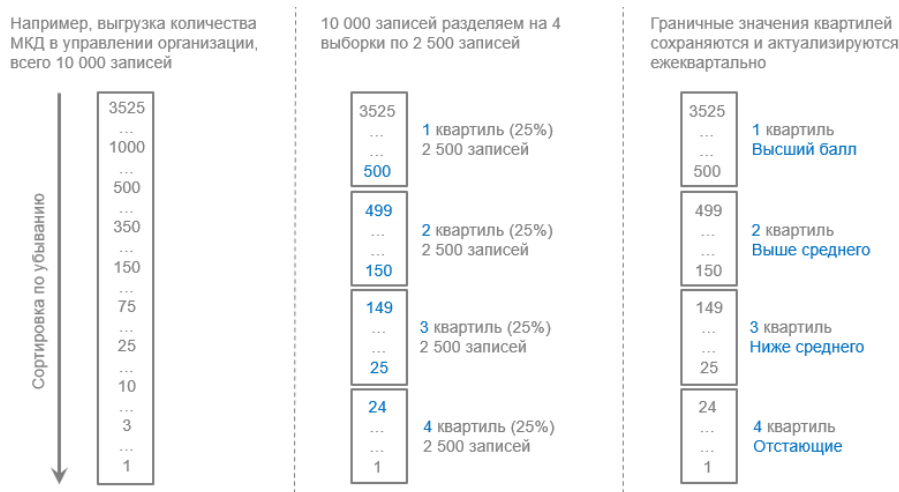 Например, выгрузка количества
МКД в управлении организации,
всего 10 000 записей
Сортировка по убыванию
3525
...
1000
...
500
...
350
...
150
...
75
...
25
...
10
...
3
...
1
10 000 записей разделяем на 4
выборки по 2 500 записей
3525
...
...
500
1 квартиль (25%)
2 500 записей
499
...
...
150
2 квартиль (25%)
2 500 записей
149
...
...
25
3 квартиль (25%)
2 500 записей
24
...
...
1
4 квартиль (25%)
2 500 записей
Граничные значения квартилей
сохраняются и актуализируются
ежеквартально
3525
...
...
500
1 квартиль
Высший балл
499
...
...
150
2 квартиль
Выше среднего
149
...
...
25
3 квартиль
Ниже среднего
24
...
...
1
4 квартиль
Отстающие